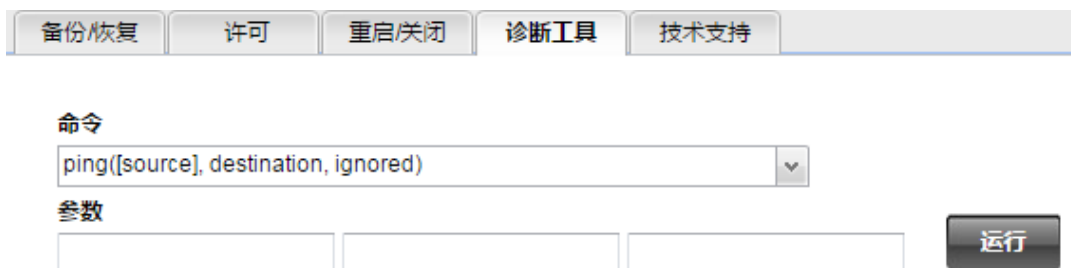 备份/恢复 许可 重启/关闭 诊断工具 技术支持
命令
ping([source], destination, ignored)
参数
运行